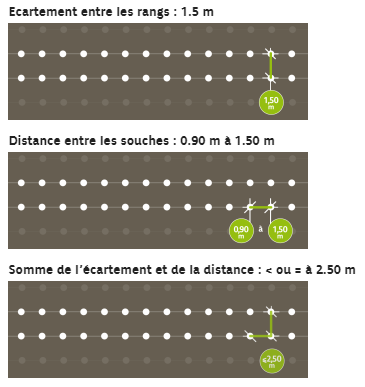 Ecartement entre les rangs : 1.5 m
1,50
m
Distance entre les souches : 0.90 m à 1.50 m
0,90 à 1,50
m m
Somme de l'écartement et de la distance : < ou = à 2.50 m
≤2,50
m